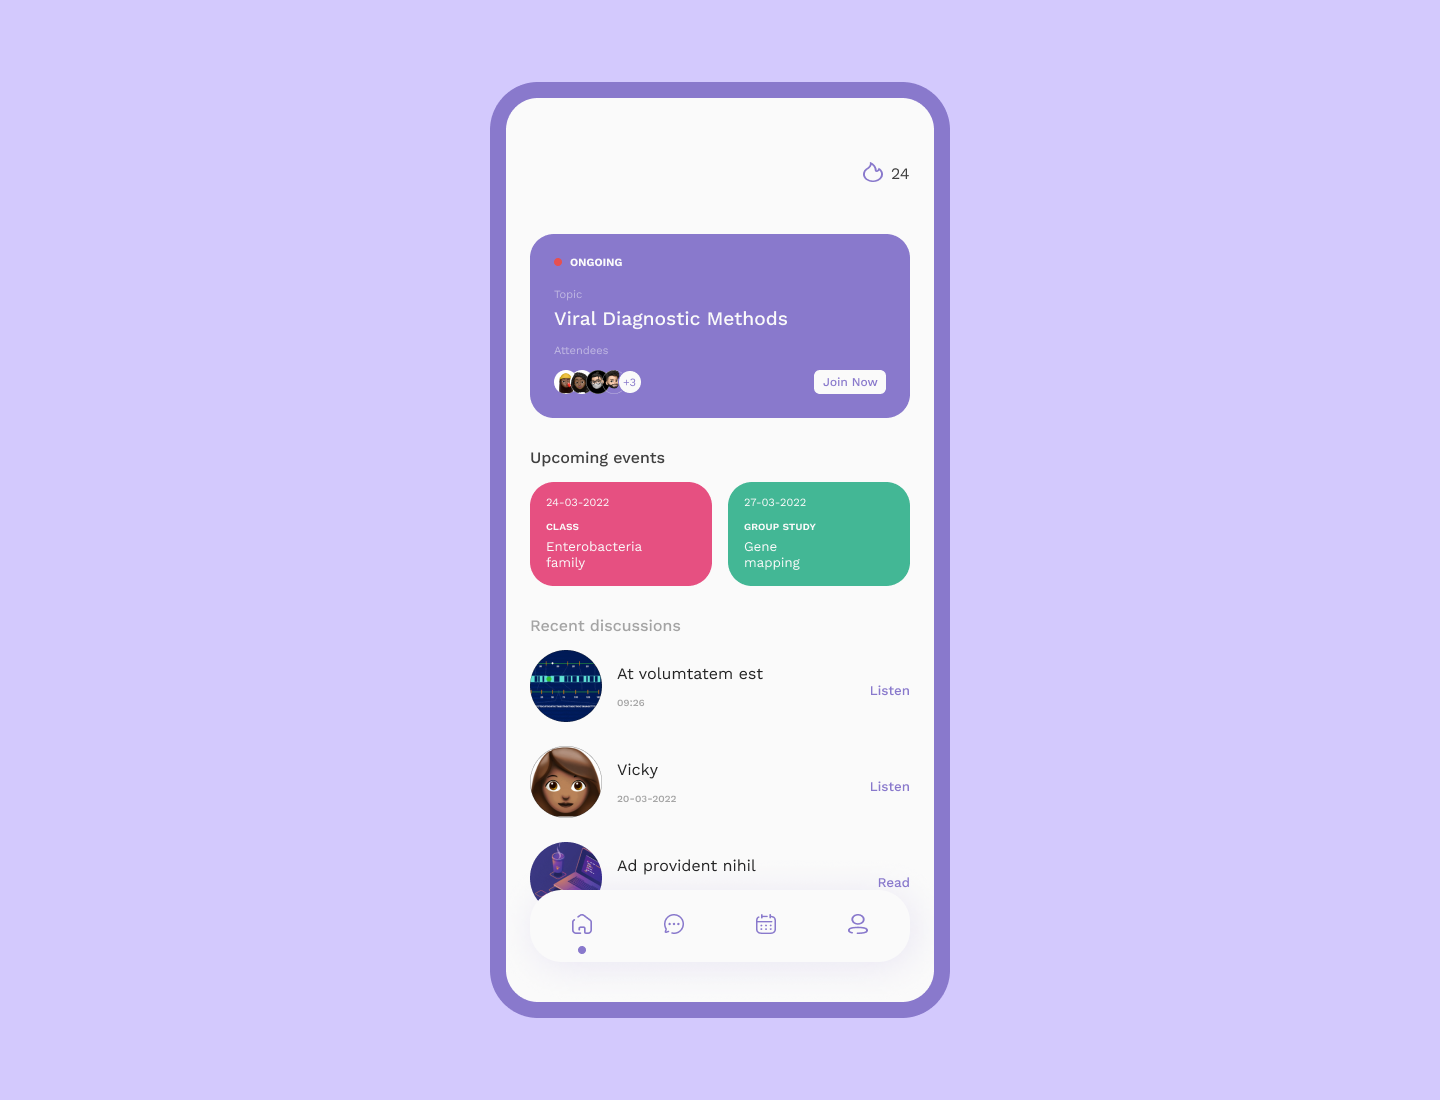 24
ONGOING
Topic
Viral Diagnostic Methods
Attendees
+3
Join Now
Upcoming events
24-03-2022
CLASS
Enterobacteria
family
27-03-2022
GROUP STUDY
Gene
mapping
Recent discussions
At volumtatem est
09:26
Listen
Vicky
20-03-2022
Listen
Ad provident nihil
Read